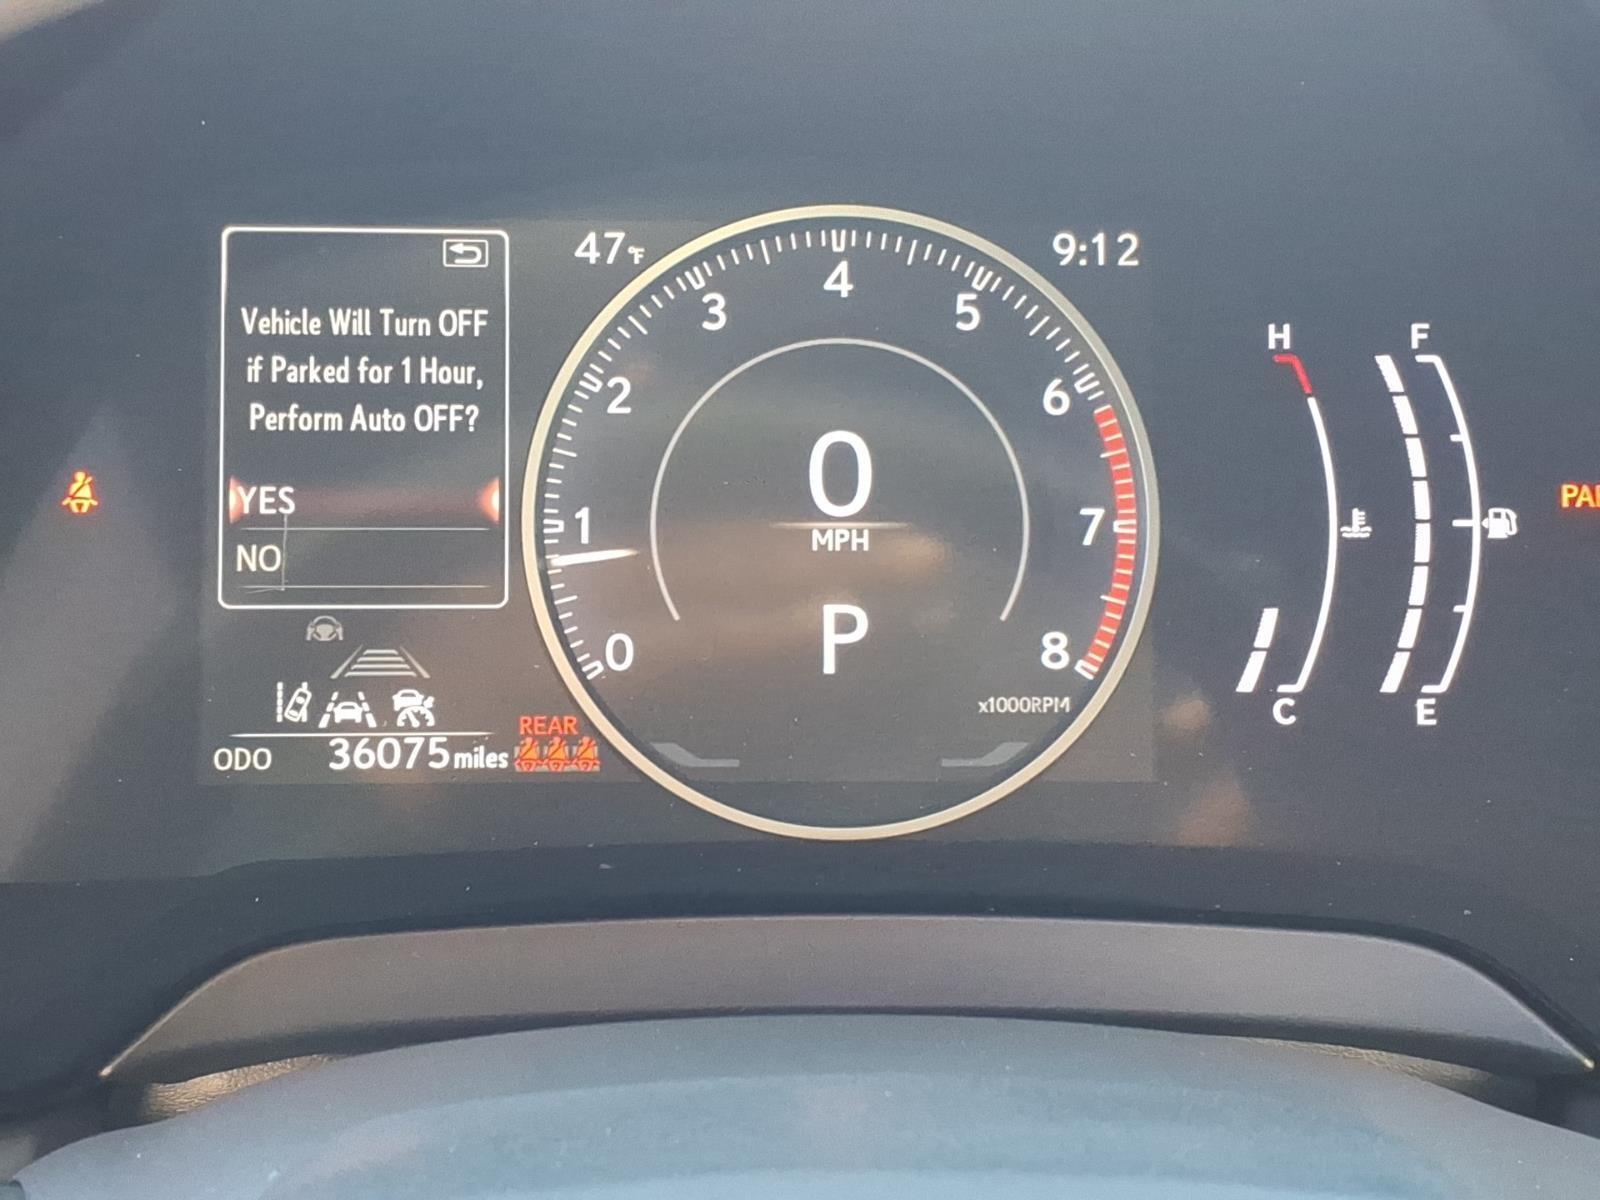 47°F
9:12
Vehicle Will Turn OFF
if Parked for 1 Hour,
Perform Auto OFF?
YES
NO
0
1
2
3
4
5
6
7
8
0
MPH
P
x1000RPM
H
C
F
E
ODO 36075 miles
REAR